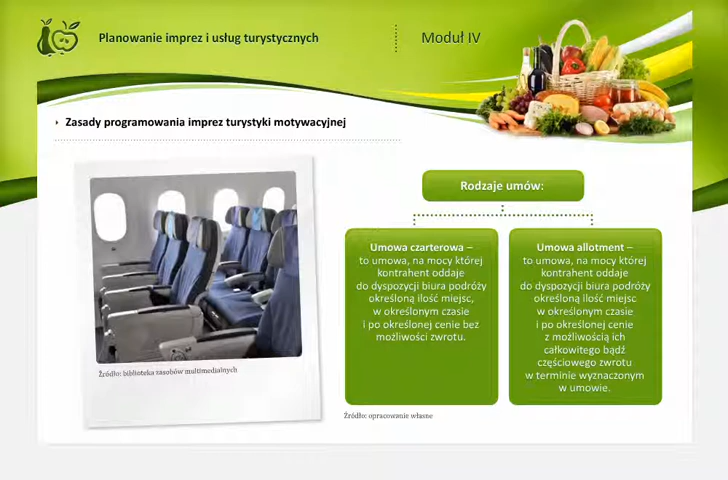 Planowanie imprez i usług turystycznych
Moduł IV
Zasady programowania imprez turystyki motywacyjnej
Rodzaje umów:
Umowa czarterowa –
to umowa, na mocy której
kontrahent oddaje
do dyspozycji biura podróży
określoną ilość miejsc,
w określonym czasie
i po określonej cenie bez
możliwości zwrotu.
Umowa allotment –
to umowa, na mocy której
kontrahent oddaje
do dyspozycji biura podróży
określoną ilość miejsc
w określonym czasie
i po określonej cenie
z możliwością ich
całkowitego bądź
częściowego zwrotu
w terminie wyznaczonym
w umowie.
Źródło: biblioteka zasobów multimedialnych
Źródło: opracowanie własne